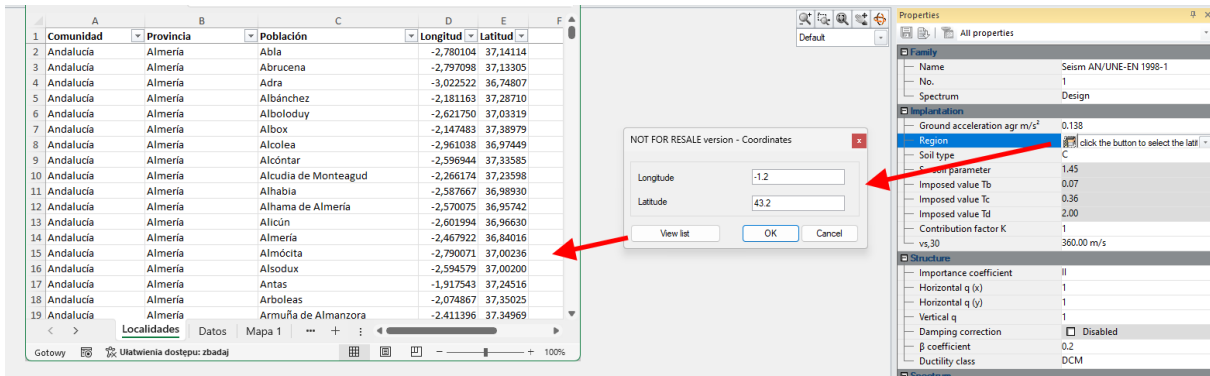 A B C D E F
1 Comunidad Provincia Población Longitud Latitud
2 Andalucía Almería Abla -2,780104 37,14114
3 Andalucía Almería Abrucena -2,797098 37,13305
4 Andalucía Almería Adra -3,022522 36,74807
5 Andalucía Almería Albánchez -2,181163 37,28710
6 Andalucía Almería Alboloduy -2,621750 37,03319
7 Andalucía Almería Albox -2,147483 37,38979
8 Andalucía Almería Alcolea -2,961038 36,97449
9 Andalucía Almería Alcóntar -2,596944 37,33585
10 Andalucía Almería Alcudia de Monteagud -2,266174 37,23598
11 Andalucía Almería Alhabia -2,587667 36,98930
12 Andalucía Almería Alhama de Almería -2,570075 36,95742
13 Andalucía Almería Alicún -2,601994 36,96630
14 Andalucía Almería Almería -2,467922 36,84016
15 Andalucía Almería Almócita -2,790071 37,00236
16 Andalucía Almería Alsodux -2,594579 37,00200
17 Andalucía Almería Antas -1,917543 37,24516
18 Andalucía Almería Arboleas -2,074867 37,35025
19 Andalucía Almería Armuña de Almanzora -2,411396 37,34969
Localidades Datos Mapa 1
Gotowy Ułatwienia dostępu: zbadaj 100%
Default
NOT FOR RESALE version - Coordinates
Longitude -1.2
Latitude 43.2
View list OK Cancel
Properties
All properties
Family
Name Seism AN/UNE-EN 1998-1
No. 1
Spectrum Design
Implantation
Ground acceleration agr m/s² 0.138
Region click the button to select the latit
Soil type C
parameter 1.45
Imposed value Tb 0.07
Imposed value Tc 0.36
Imposed value Td 2.00
Contribution factor K 1
vs,30 360.00 m/s
Structure
Importance coefficient II
Horizontal q (x) 1
Horizontal q (y) 1
Vertical q 1
Damping correction Disabled
β coefficient 0.2
Ductility class DCM
Spectrum